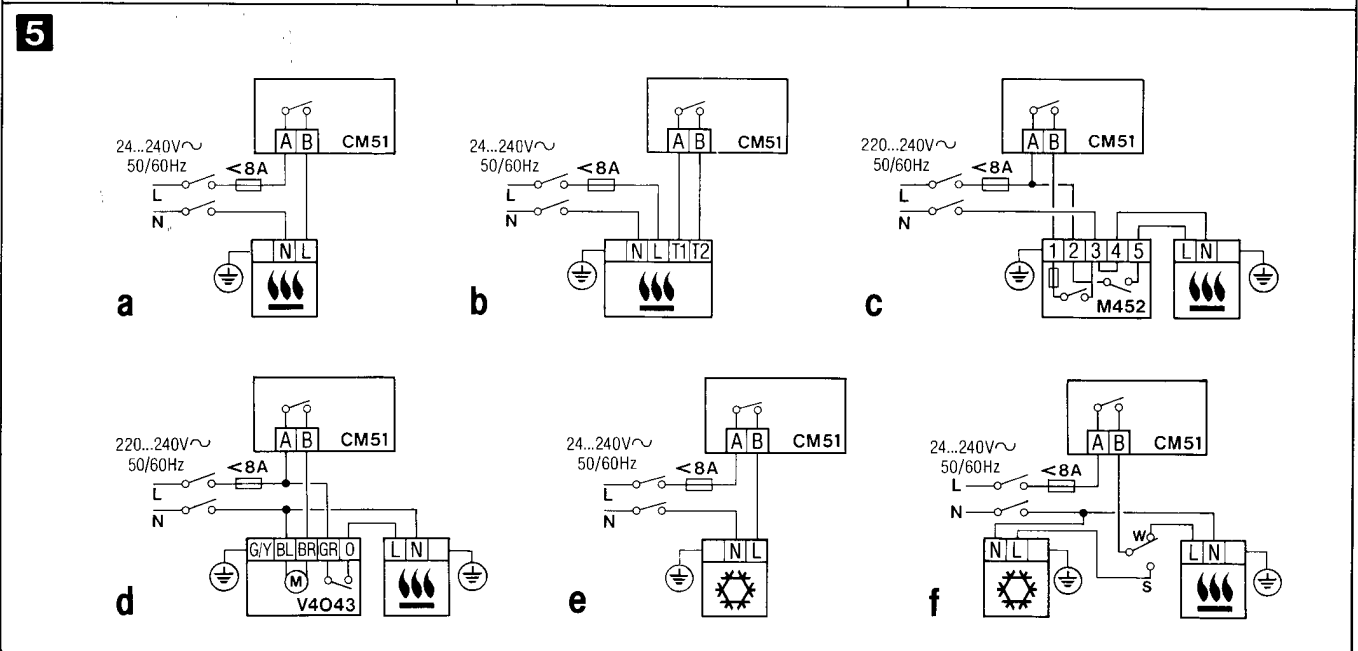 5
A B CM51
24...240V~
50/60Hz
<8A
L
N
N L
a
A B CM51
24...240V~
50/60Hz
<8A
L
N
N L T1 T2
b
A B CM51
220...240V~
50/60Hz
<8A
L
N
1 2 3 4 5
L N
M452
c
A B CM51
220...240V~
50/60Hz
<8A
L
N
G/Y BL BR GR O
L N
M
V4043
d
A B CM51
24...240V~
50/60Hz
<8A
L
N
N L
e
A B CM51
24...240V~
50/60Hz
<8A
L
N
W
N L
L N
S
f